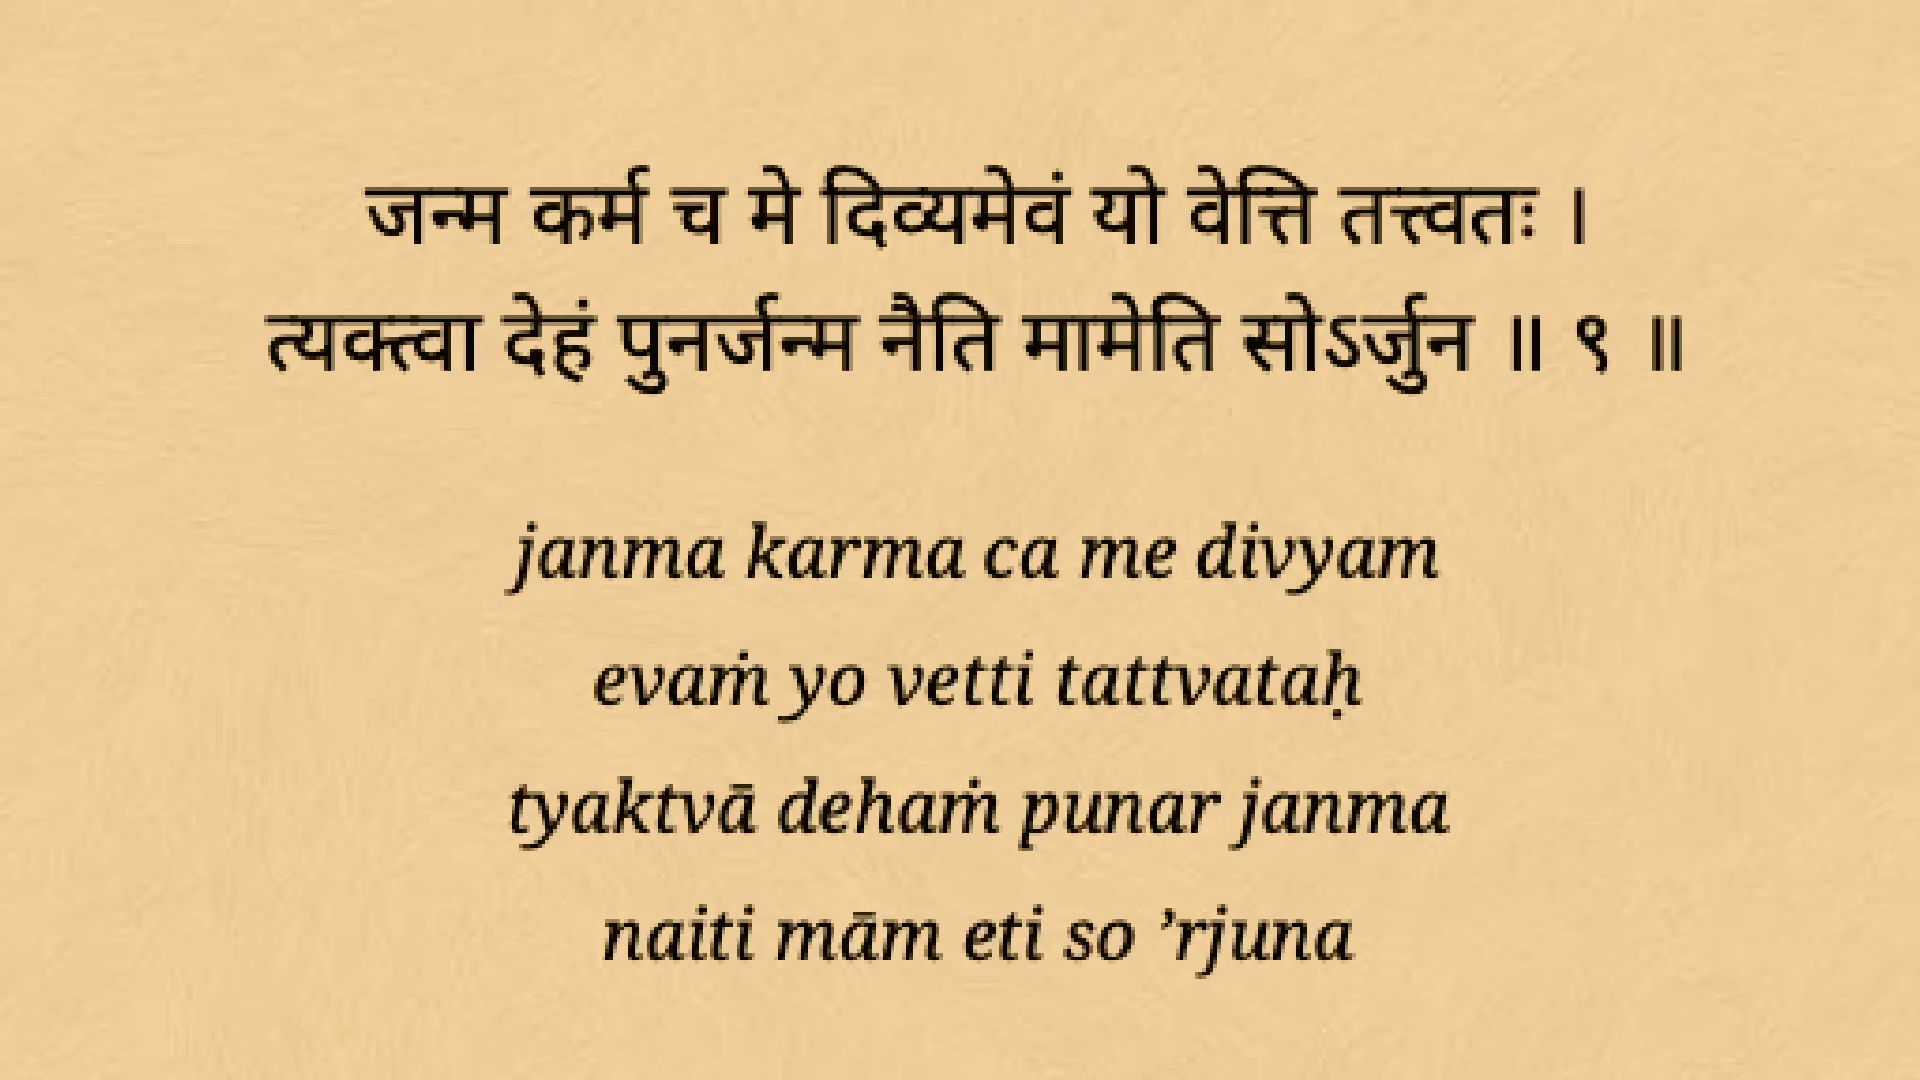 जन्म कर्म च मे दिव्यमेवं यो वेत्ति तत्त्वतः ।
त्यक्त्वा देहं पुनर्जन्म नैति मामेति सोऽर्जुन ॥ ९ ॥
janma karma ca me divyam
evaṁ yo vetti tattvataḥ
tyaktvā dehaṁ punar janma
naiti mām eti so ’rjuna